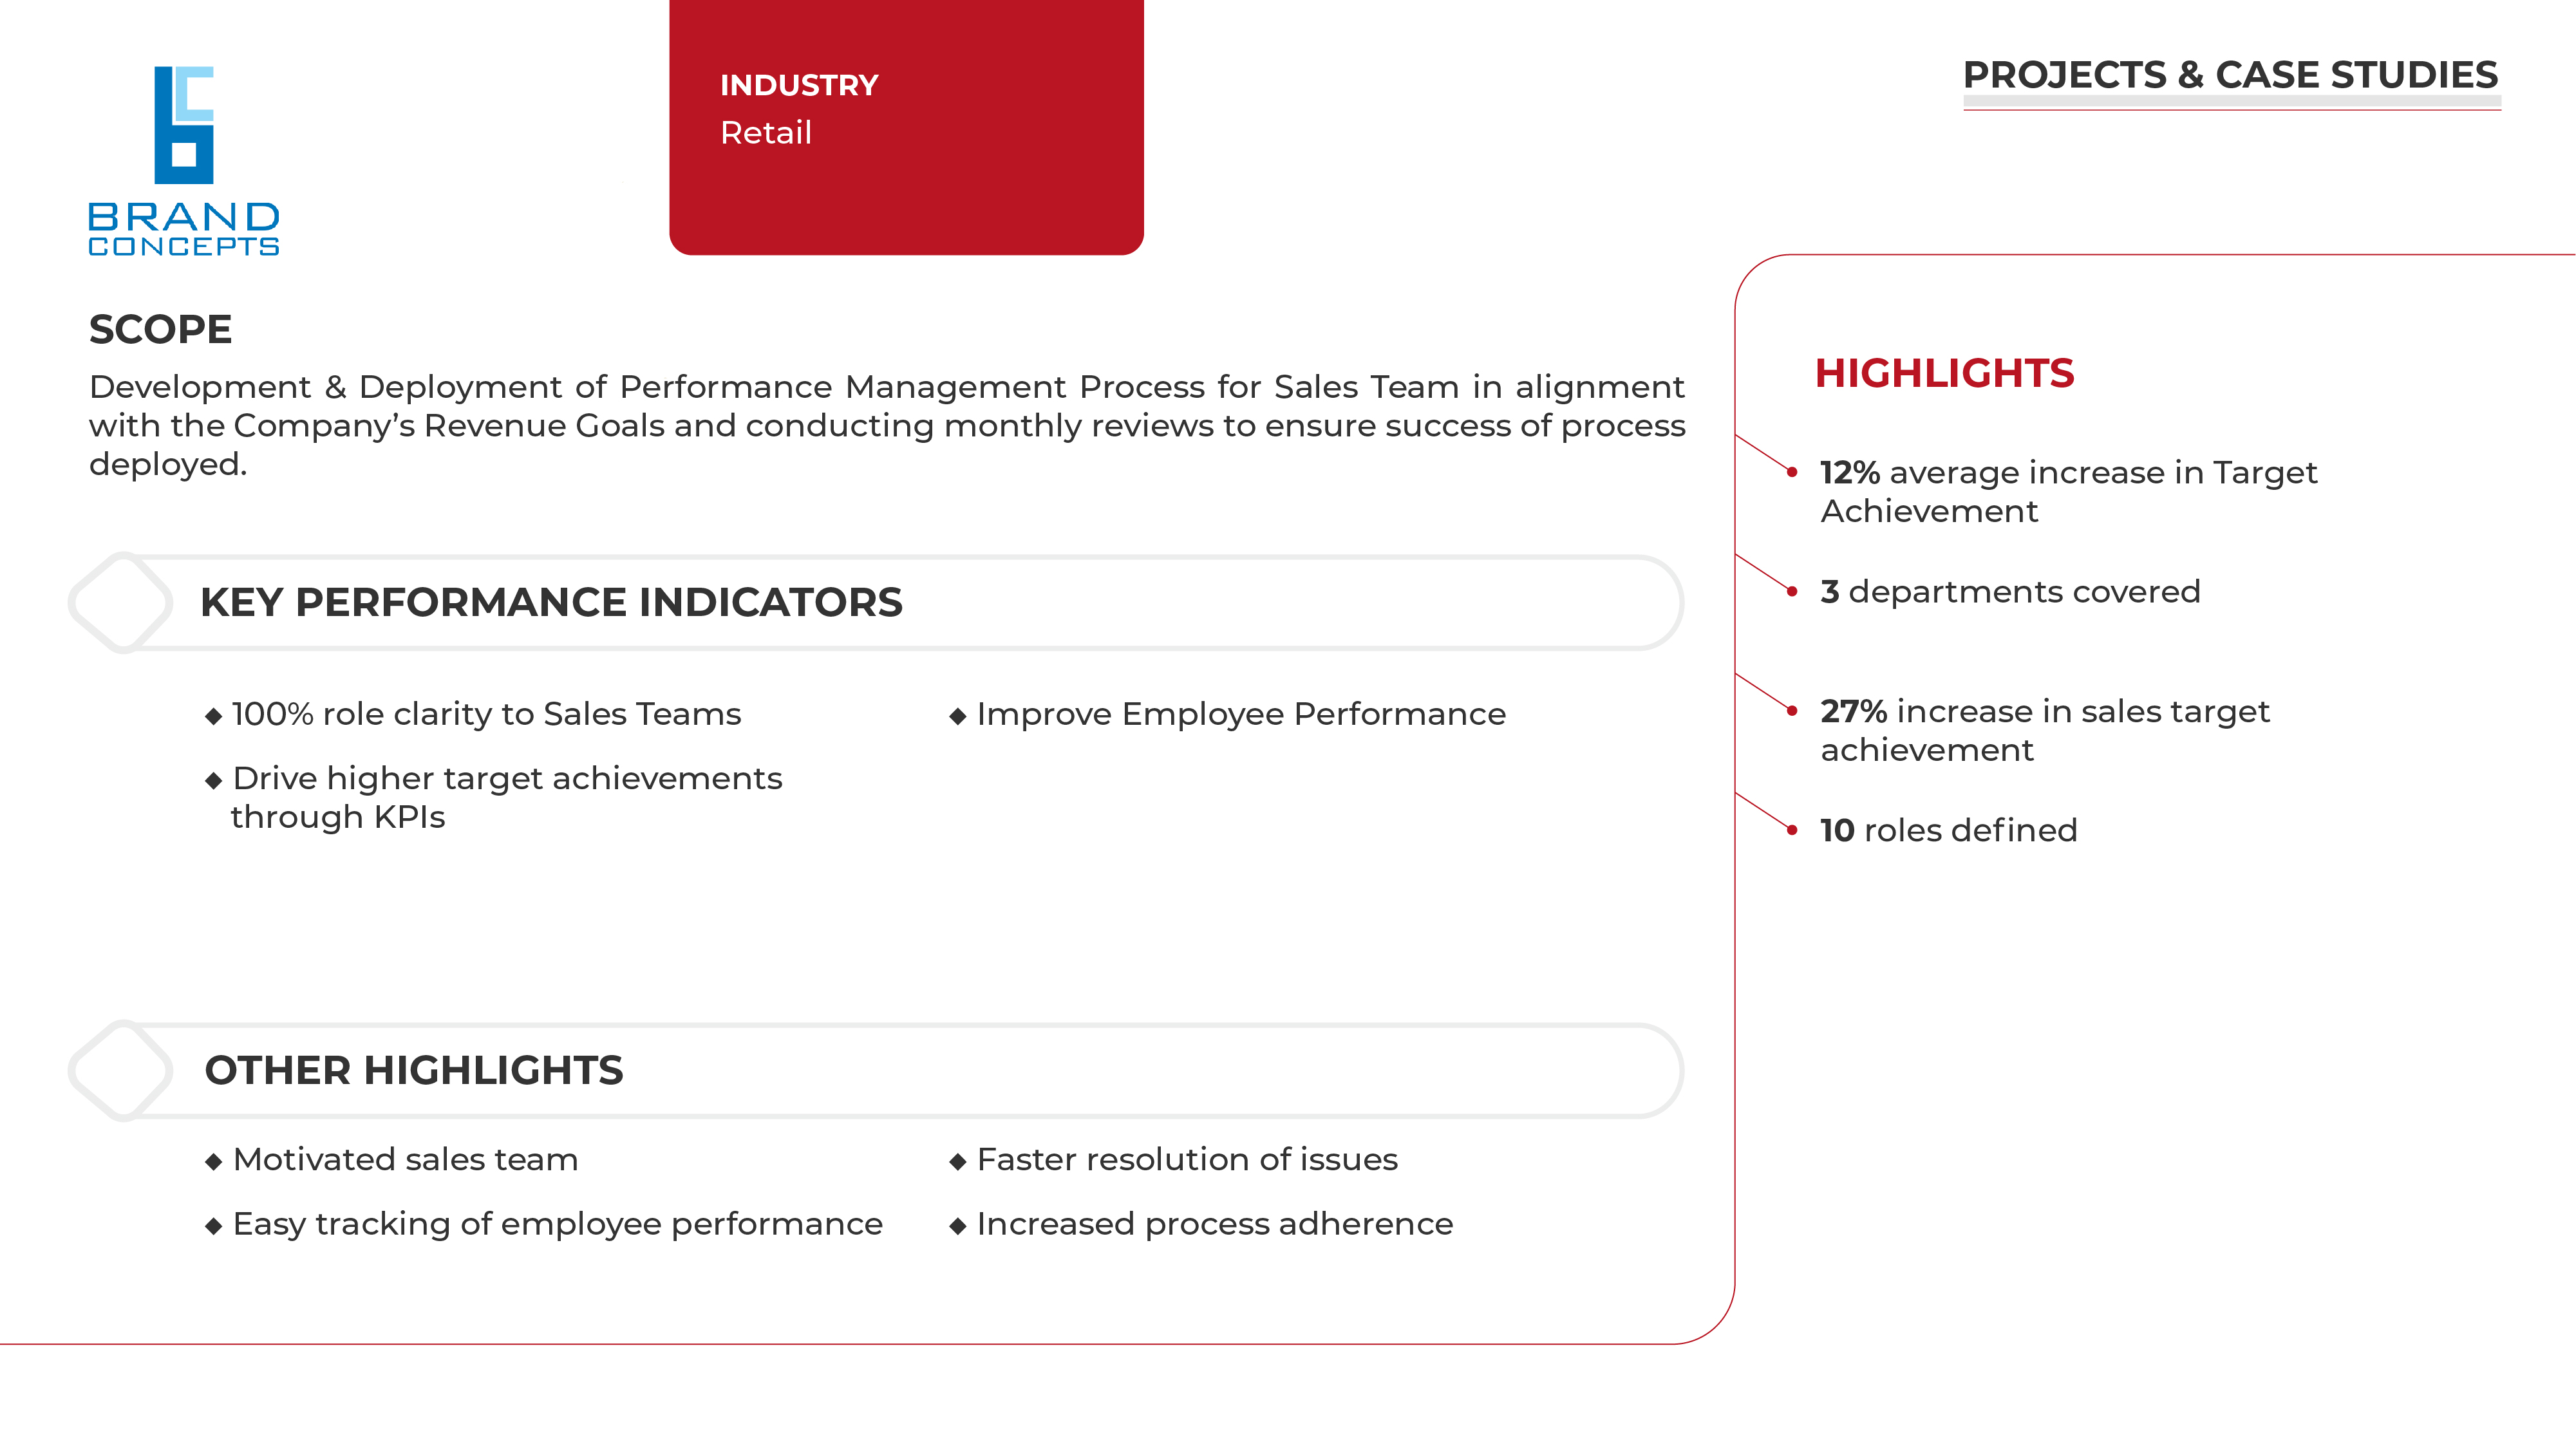 BRAND
CONCEPTS
INDUSTRY
Retail
PROJECTS & CASE STUDIES
SCOPE
Development & Deployment of Performance Management Process for Sales Team in alignment
with the Company’s Revenue Goals and conducting monthly reviews to ensure success of process
deployed.
KEY PERFORMANCE INDICATORS
◆ 100% role clarity to Sales Teams
◆ Drive higher target achievements
through KPIs
◆ Improve Employee Performance
OTHER HIGHLIGHTS
◆ Motivated sales team
◆ Easy tracking of employee performance
◆ Faster resolution of issues
◆ Increased process adherence
HIGHLIGHTS
12% average increase in Target
Achievement
3 departments covered
27% increase in sales target
achievement
10 roles defined